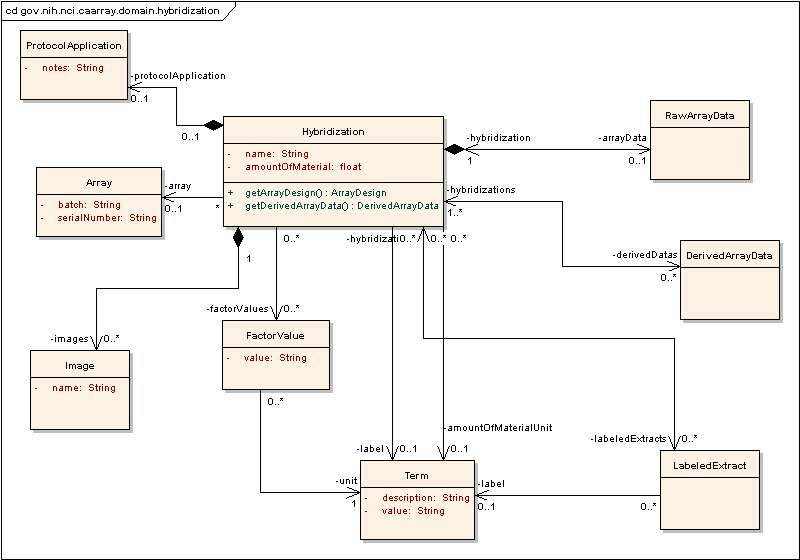 cd gov.nih.nci.caarray.domain.hybridization
ProtocolApplication
- notes: String
-protocolApplication
0..1
0..1
Hybridization
- name: String
- amountOfMaterial: float
+ getArrayDesign() : ArrayDesign
+ getDerivedArrayData() : DerivedArrayData
-hybridization
1
-arrayData
0..1
RawArrayData
Array
- batch: String
- serialNumber: String
-array
0..1
*
-hybridizations
1..*
-derivedDatas
0..*
DerivedArrayData
1
0..*
-hybridizati
0..*
0..*
0..*
-images
0..*
Image
- name: String
-factorValues
0..*
FactorValue
- value: String
0..*
-unit
1
-label
0..1
-amountOfMaterialUnit
0..1
Term
- description: String
- value: String
-labeledExtracts
0..*
LabeledExtract
-label
0..1
0..*